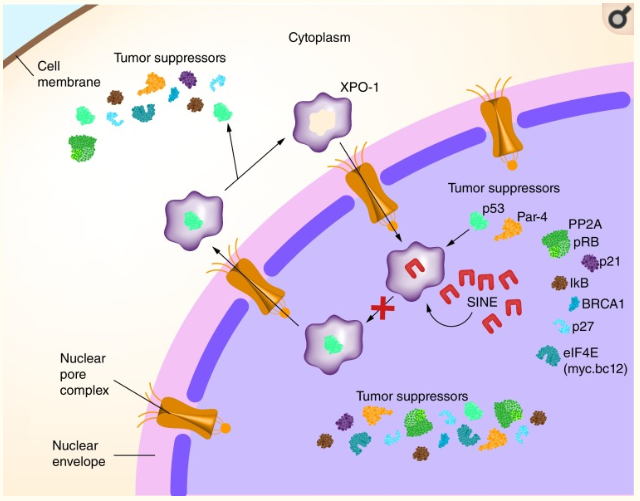 Cytoplasm
Cell
membrane
Tumor suppressors
XPO-1
Tumor suppressors
p53
Par-4
PP2A
pRB
p21
IkB
BRCA1
p27
eIF4E
(myc.bc12)
SINE
Nuclear
pore
complex
Tumor suppressors
Nuclear
envelope